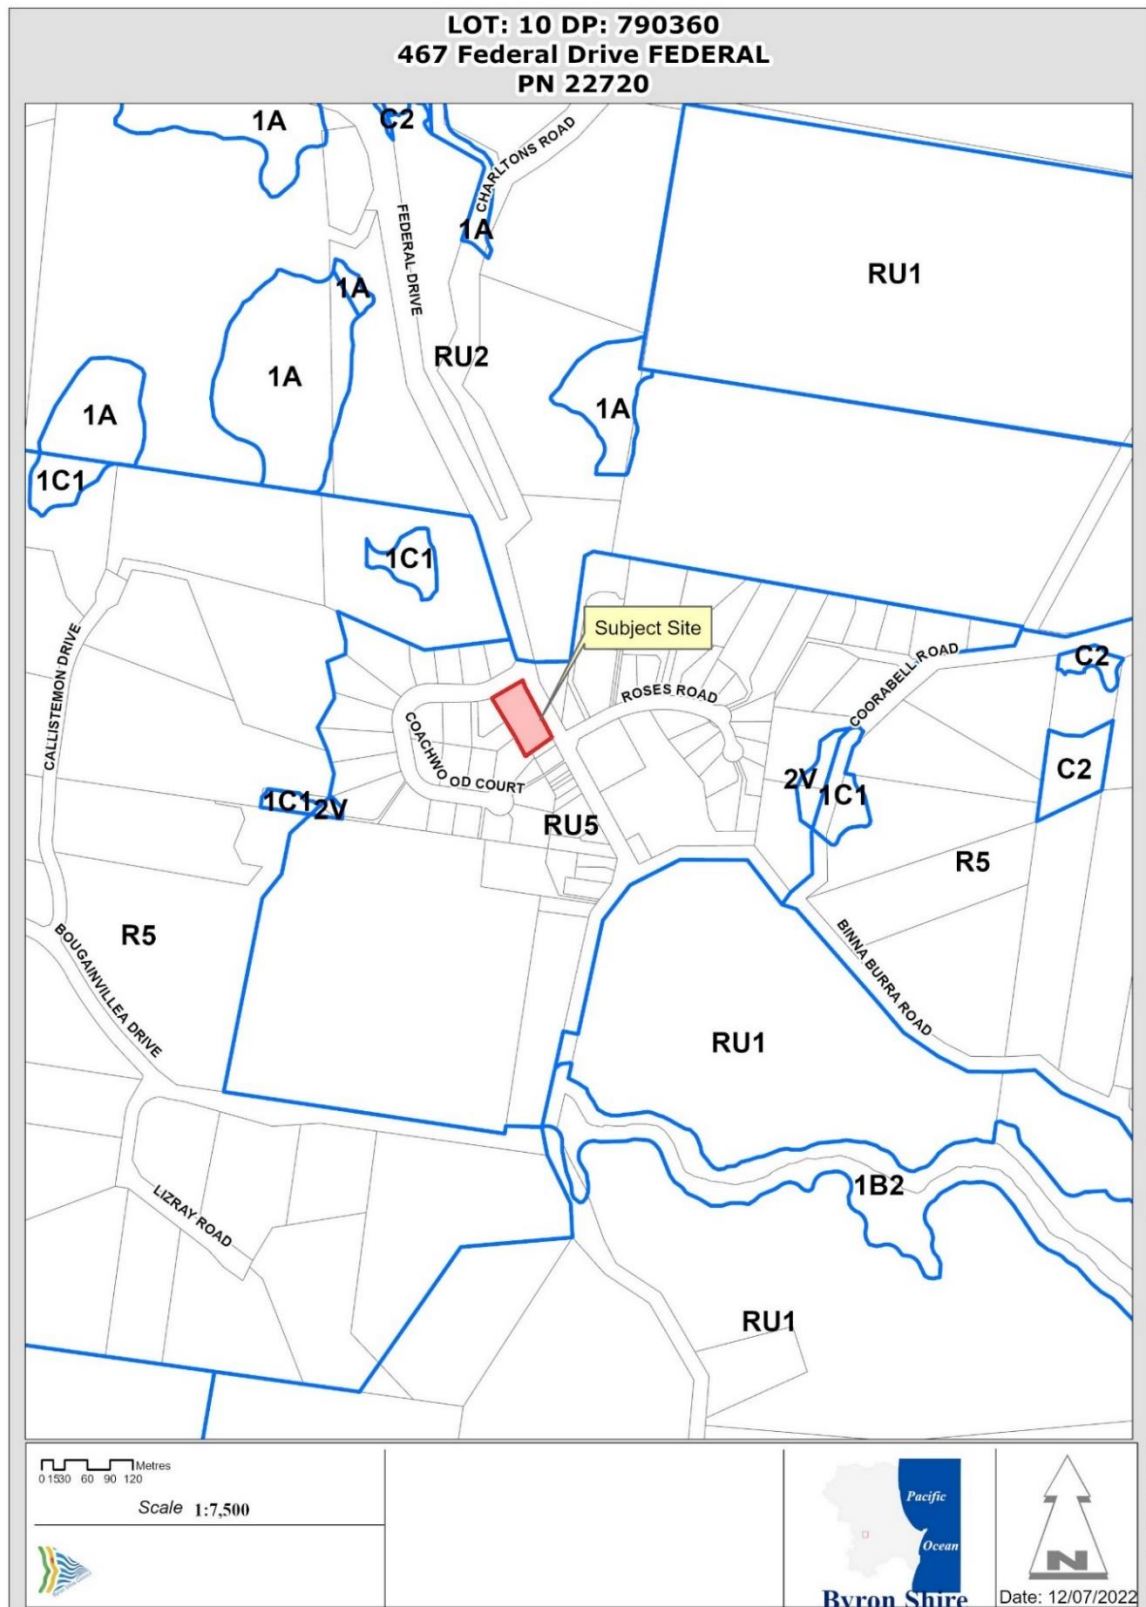 LOT: 10 DP: 790360
467 Federal Drive FEDERAL
PN 22720
1A
C2
CHARLTONS ROAD
FEDERAL DRIVE
1A
RU1
1A
RU2
1A
1A
1A
1C1
1C1
Subject Site
CALLISTEMON DRIVE
ROSES ROAD
COORABELL ROAD
C2
COACHWO
OD COURT
2V
1C1
C2
1C1
2V
RU5
R5
R5
BOUGAINVILLEA DRIVE
BINNA BURRA ROAD
RU1
1B2
LIZRAY ROAD
RU1
Metres
0 15 30 60 90 120
Scale 1:7,500
Pacific
Ocean
Byron Shire
N
Date: 12/07/2022